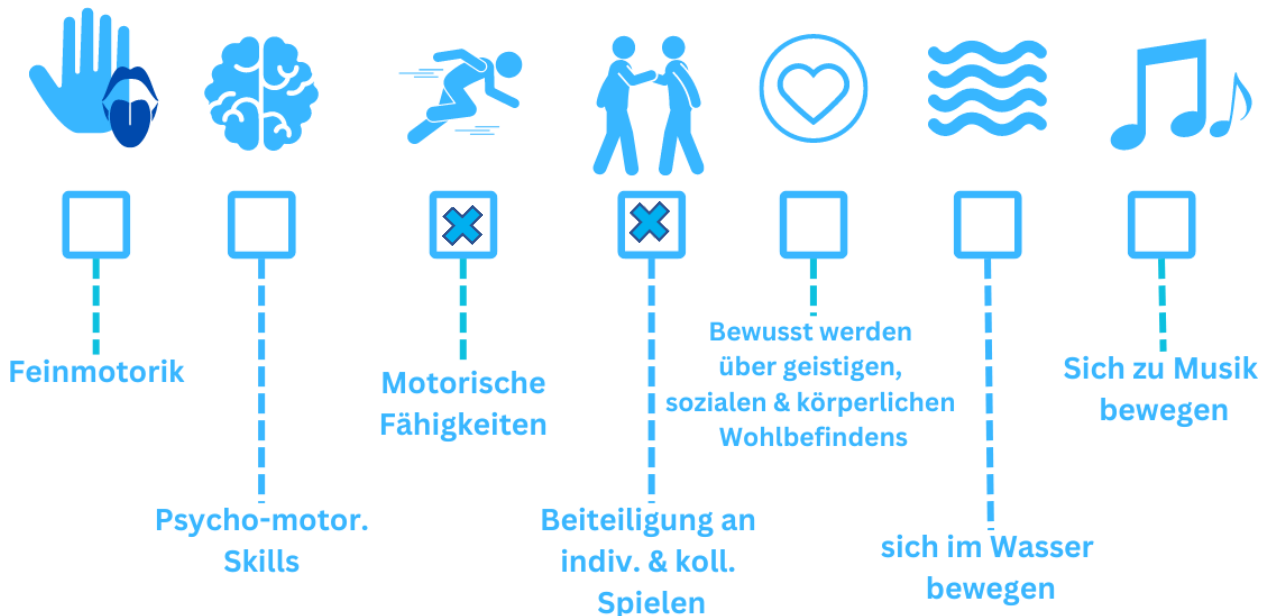 Feinmotorik
Psycho-motor.
Skills
Motorische
Fähigkeiten
Beiteiligung an
indiv. & koll.
Spielen
Bewusst werden
über geistigen,
sozialen & körperlichen
Wohlbefindens
sich im Wasser
bewegen
Sich zu Musik
bewegen